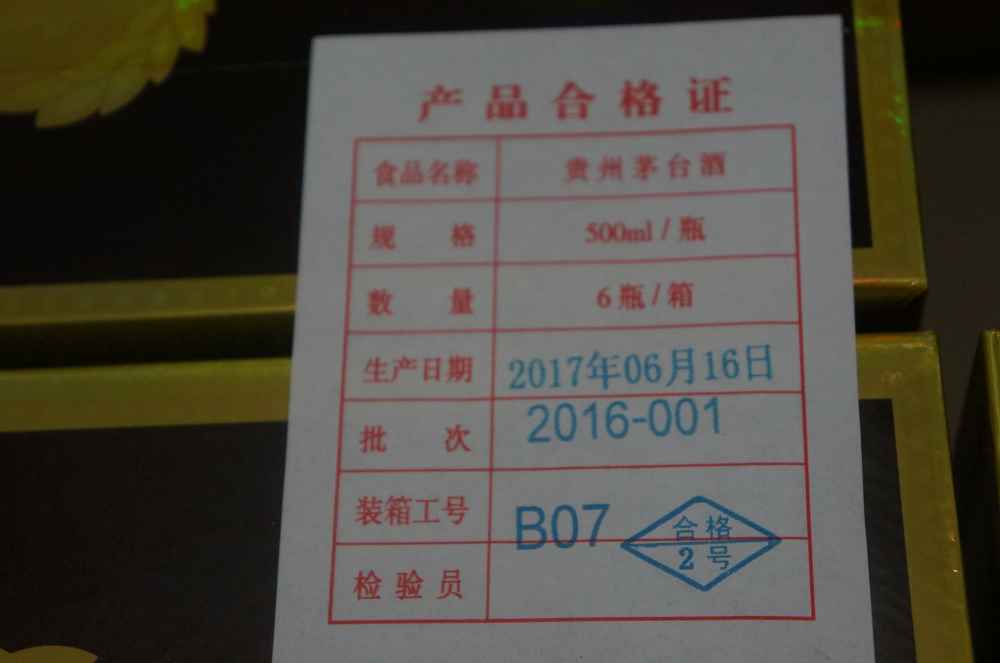 产品合格证
食品名称 贵州茅台酒
规 格 500ml / 瓶
数 量 6 瓶 / 箱
生产日期 2017年06月16日
批 次 2016-001
装箱工号 B07
合格
2 号
检验员